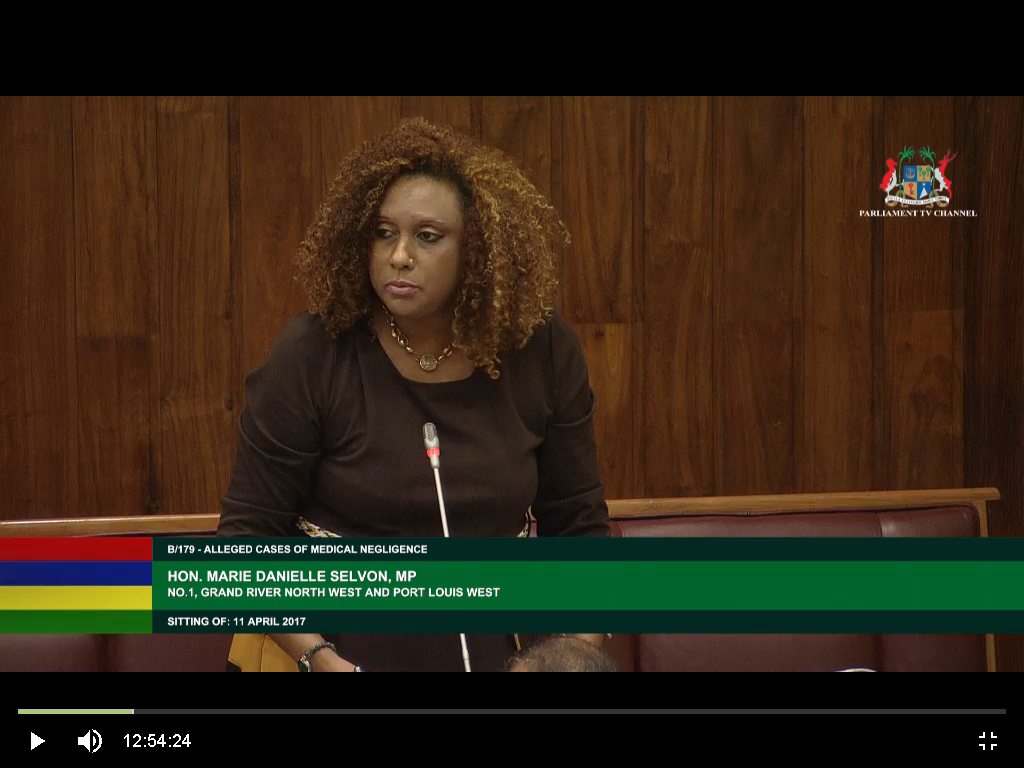 PARLIAMENT TV CHANNEL
B/179 - ALLEGED CASES OF MEDICAL NEGLIGENCE
HON. MARIE DANIELLE SELVON, MP
NO.1, GRAND RIVER NORTH WEST AND PORT LOUIS WEST
SITTING OF: 11 APRIL 2017
12:54:24